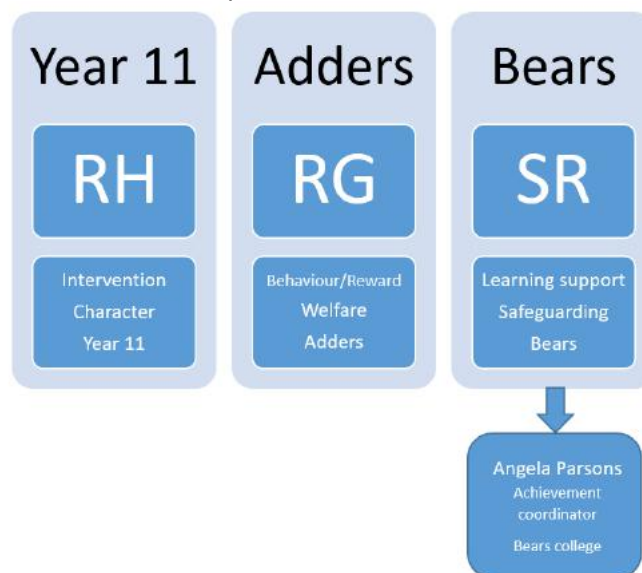 Year 11
RH
Intervention
Character
Year 11
Adders
RG
Behaviour/Reward
Welfare
Adders
Bears
SR
Learning support
Safeguarding
Bears
Angela Parsons
Achievement
coordinator
Bears college